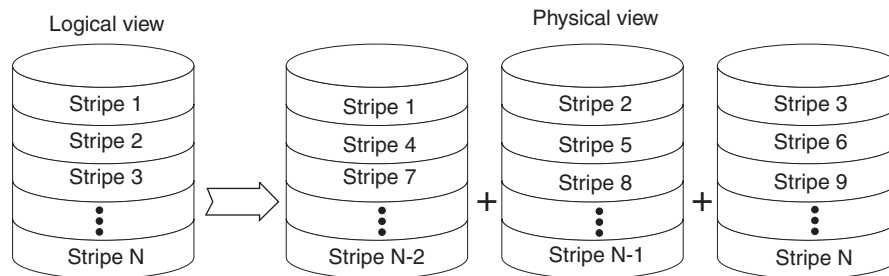 Logical view
Physical view
Stripe 1
Stripe 2
Stripe 3
Stripe N
Stripe 1
Stripe 4
Stripe 7
Stripe N-2
+
Stripe 2
Stripe 5
Stripe 8
Stripe N-1
+
Stripe 3
Stripe 6
Stripe 9
Stripe N